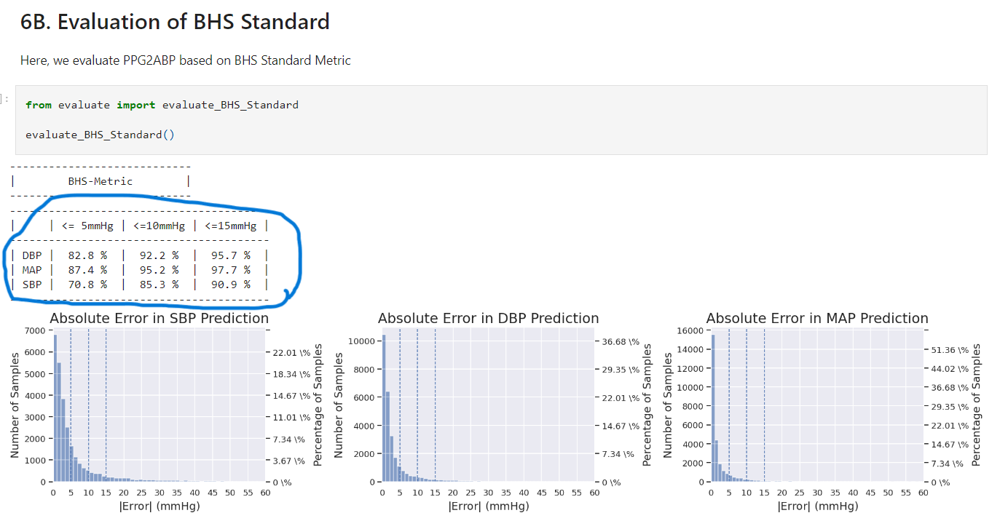 6B. Evaluation of BHS Standard
Here, we evaluate PPG2ABP based on BHS Standard Metric
]:
from evaluate import evaluate_BHS_Standard
evaluate_BHS_Standard()
----------------------------
|        BHS-Metric        |
----------------------------
----------------------------------------
|     | <= 5mmHg | <=10mmHg | <=15mmHg |
----------------------------------------
| DBP |  82.8 %  |  92.2 %  |  95.7 %  |
| MAP |  87.4 %  |  95.2 %  |  97.7 %  |
| SBP |  70.8 %  |  85.3 %  |  90.9 %  |
----------------------------------------
Absolute Error in SBP Prediction
Number of Samples
7000
6000
5000
4000
3000
2000
1000
0
22.01 \%
18.34 \%
14.67 \%
11.01 \%
7.34 \%
3.67 \%
0 \%
Percentage of Samples
0 5 10 15 20 25 30 35 40 45 50 55 60
|Error| (mmHg)
Absolute Error in DBP Prediction
Number of Samples
10000
8000
6000
4000
2000
0
36.68 \%
29.35 \%
22.01 \%
14.67 \%
7.34 \%
0 \%
Percentage of Samples
0 5 10 15 20 25 30 35 40 45 50 55 60
|Error| (mmHg)
Absolute Error in MAP Prediction
Number of Samples
16000
14000
12000
10000
8000
6000
4000
2000
0
51.36 \%
44.02 \%
36.68 \%
29.35 \%
22.01 \%
14.67 \%
7.34 \%
0 \%
Percentage of Samples
0 5 10 15 20 25 30 35 40 45 50 55 60
|Error| (mmHg)